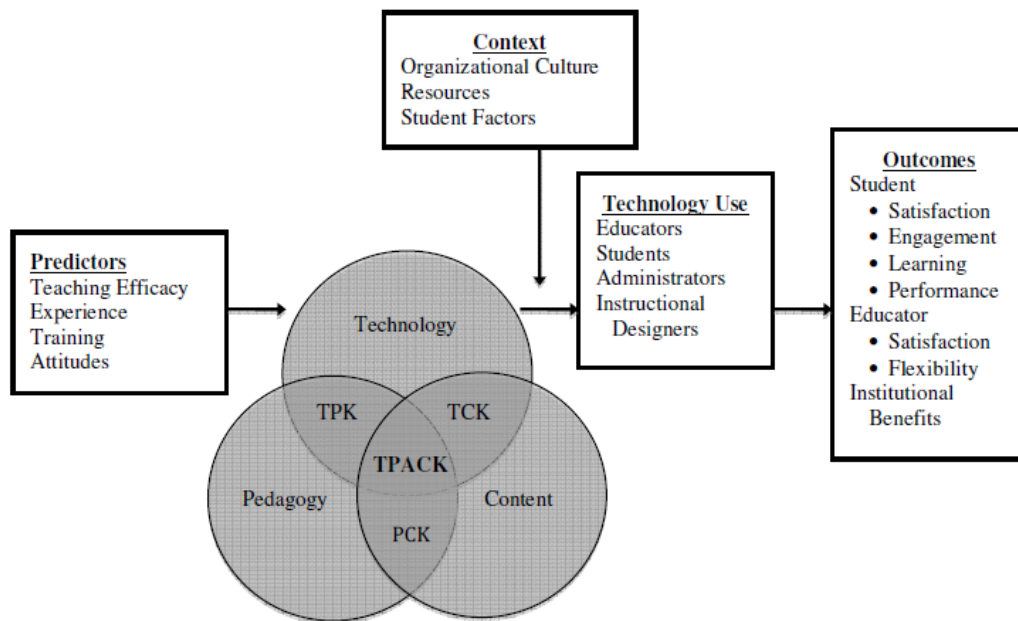 Context
Organizational Culture
Resources
Student Factors
Predictors
Teaching Efficacy
Experience
Training
Attitudes
Technology
TPK
TCK
TPACK
Pedagogy
Content
PCK
Technology Use
Educators
Students
Administrators
Instructional
Designers
Outcomes
Student
• Satisfaction
• Engagement
• Learning
• Performance
Educator
• Satisfaction
• Flexibility
Institutional
Benefits